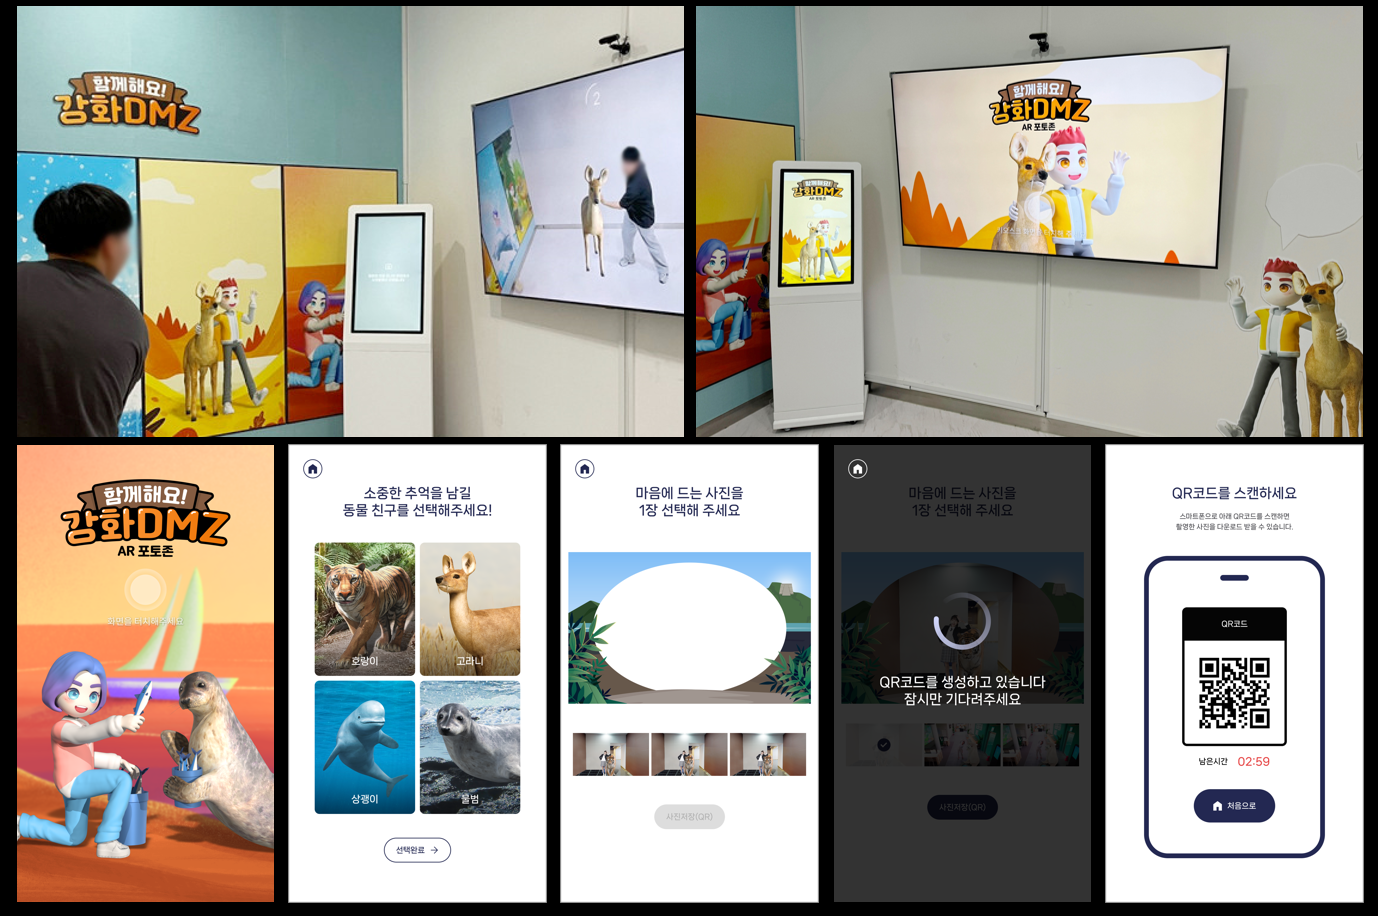 함께해요!
강화DMZ
2
함께해요!
강화DMZ
AR 포토존
함께해요!
강화DMZ
AR 포토존
함께해요!
강화DMZ
AR 포토존
화면을 터치해주세요
소중한 추억을 남길
동물 친구를 선택해주세요!
호랑이
고라니
상괭이
물범
선택완료 →
마음에 드는 사진을
1장 선택해 주세요
사진저장(QR)
마음에 드는 사진을
1장 선택해 주세요
QR코드를 생성하고 있습니다
잠시만 기다려주세요
사진저장(QR)
QR코드를 스캔하세요
스마트폰으로 아래 QR코드를 스캔하면
촬영한 사진을 다운로드 받을 수 있습니다.
QR코드
남은시간 02:59
처음으로